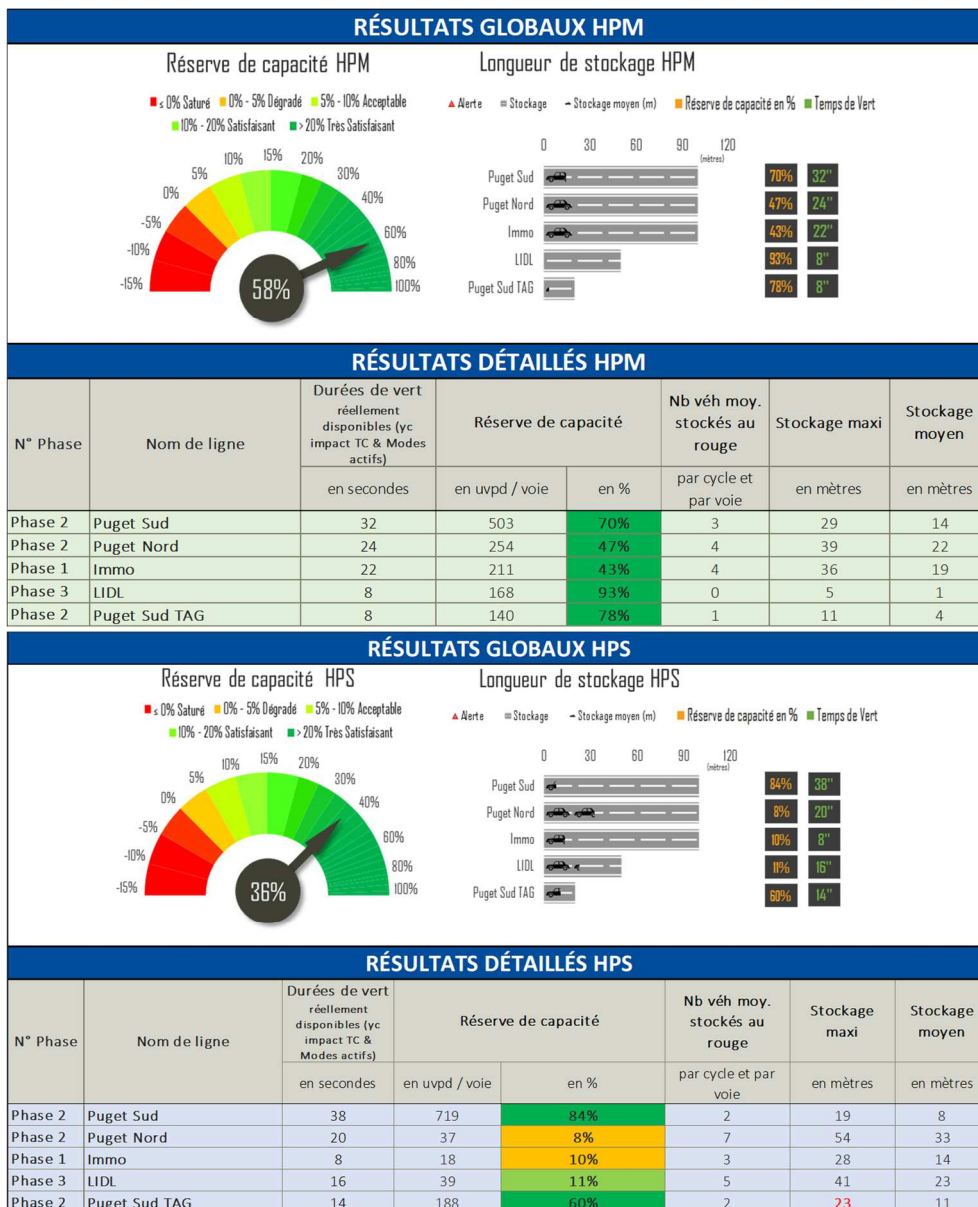 RÉSULTATS GLOBAUX HPM
Réserve de capacité HPM
≤ 0% Saturé 0% - 5% Dégradé 5% - 10% Acceptable
10% - 20% Satisfaisant > 20% Très Satisfaisant
-15% -10% -5% 0% 5% 10% 15% 20% 30% 40% 60% 80% 100%
58%
Longueur de stockage HPM
Alerte Stockage Stockage moyen (m) Réserve de capacité en % Temps de Vert
0 30 60 90 120
(mètres)
Puget Sud 70% 32"
Puget Nord 47% 24"
Immo 43% 22"
LIDL 93% 8"
Puget Sud TAG 78% 8"
RÉSULTATS DÉTAILLÉS HPM
N° Phase Nom de ligne Durées de vert réellement disponibles (yc impact TC & Modes actifs) Réserve de capacité Nb véh moy. stockés au rouge Stockage maxi Stockage moyen
en secondes en uvpd / voie en % par cycle et par voie en mètres en mètres
Phase 2 Puget Sud 32 503 70% 3 29 14
Phase 2 Puget Nord 24 254 47% 4 39 22
Phase 1 Immo 22 211 43% 4 36 19
Phase 3 LIDL 8 168 93% 0 5 1
Phase 2 Puget Sud TAG 8 140 78% 1 11 4
RÉSULTATS GLOBAUX HPS
Réserve de capacité HPS
≤ 0% Saturé 0% - 5% Dégradé 5% - 10% Acceptable
10% - 20% Satisfaisant > 20% Très Satisfaisant
-15% -10% -5% 0% 5% 10% 15% 20% 30% 40% 60% 80% 100%
36%
Longueur de stockage HPS
Alerte Stockage Stockage moyen (m) Réserve de capacité en % Temps de Vert
0 30 60 90 120
(mètres)
Puget Sud 84% 38"
Puget Nord 8% 20"
Immo 10% 8"
LIDL 11% 16"
Puget Sud TAG 60% 14"
RÉSULTATS DÉTAILLÉS HPS
N° Phase Nom de ligne Durées de vert réellement disponibles (yc impact TC & Modes actifs) Réserve de capacité Nb véh moy. stockés au rouge Stockage maxi Stockage moyen
en secondes en uvpd / voie en % par cycle et par voie en mètres en mètres
Phase 2 Puget Sud 38 719 84% 2 19 8
Phase 2 Puget Nord 20 37 8% 7 54 33
Phase 1 Immo 8 18 10% 3 28 14
Phase 3 LIDL 16 39 11% 5 41 23
Phase 2 Puget Sud TAG 14 188 60% 2 23 11